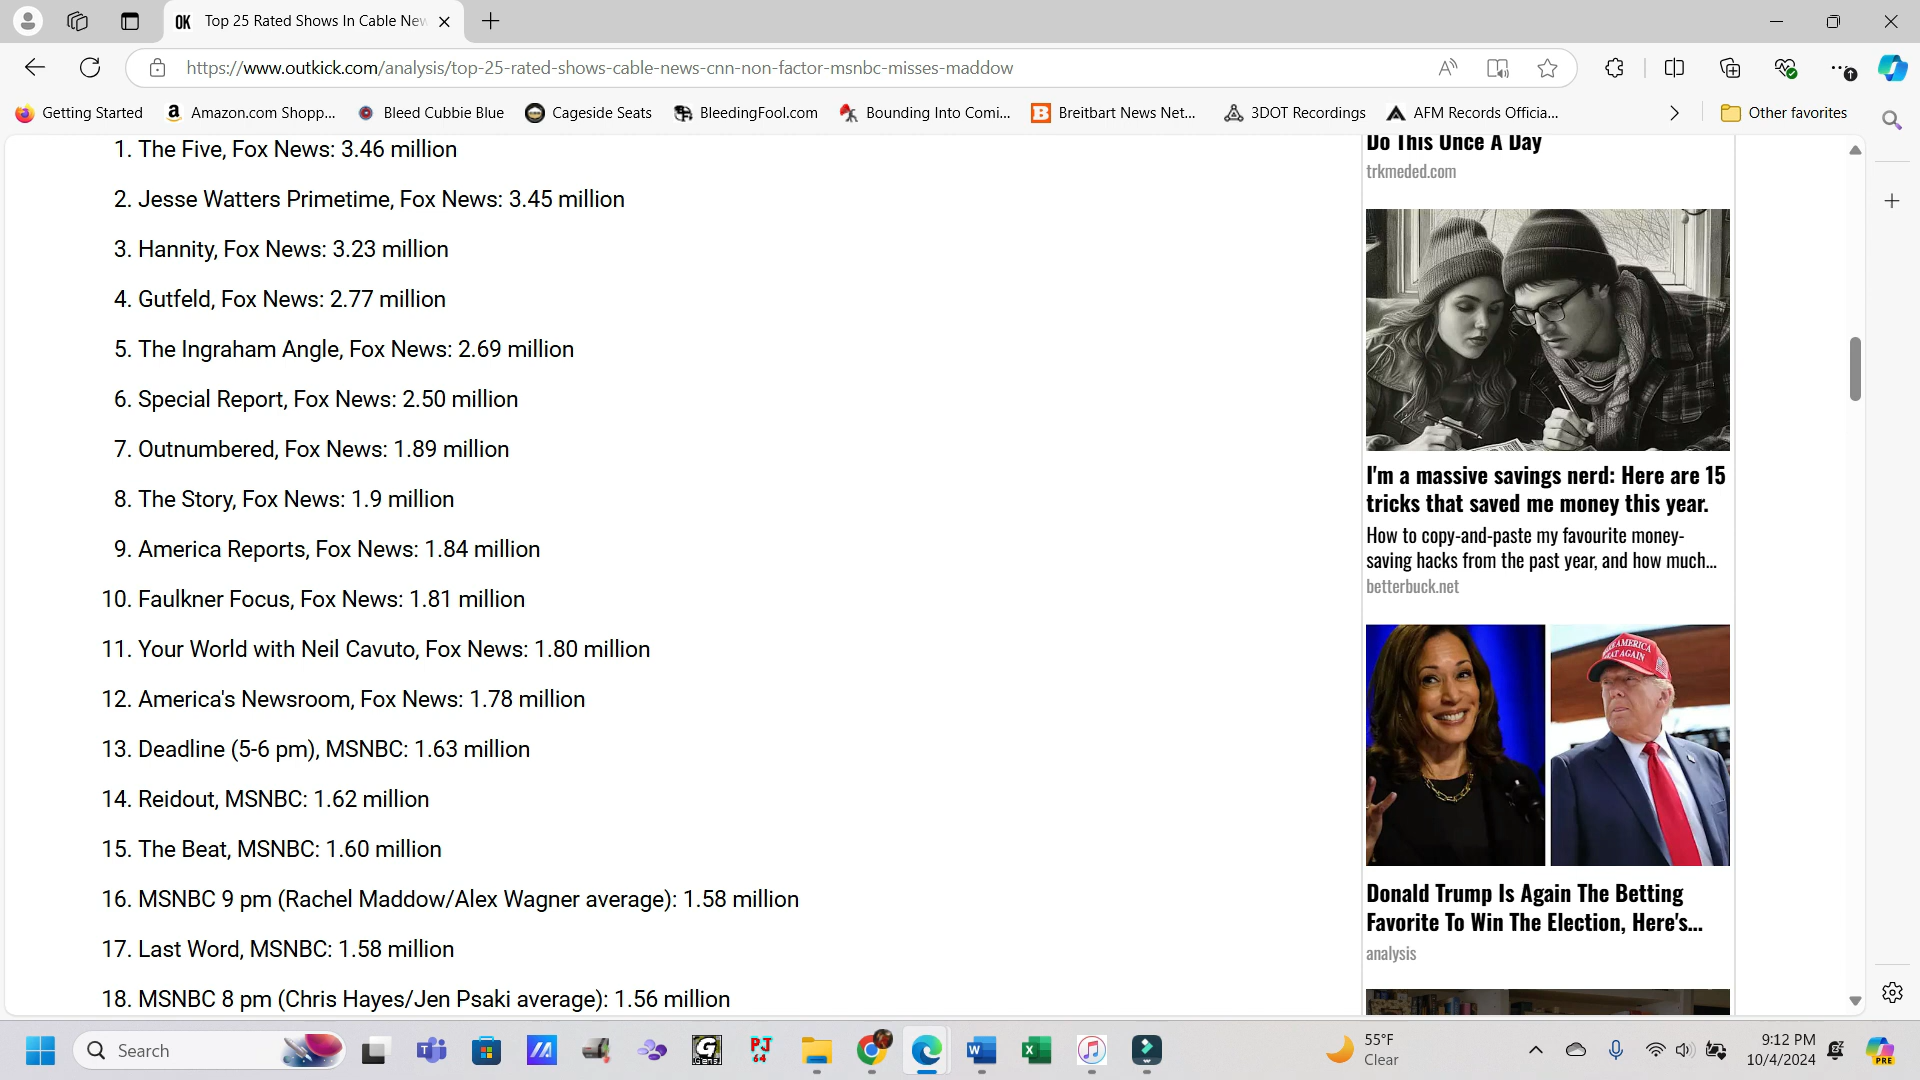 OK Top 25 Rated Shows In Cable New
https://www.outkick.com/analysis/top-25-rated-shows-cable-news-cnn-non-factor-msnbc-misses-maddow
Getting Started
Amazon.com Shopp...
Bleed Cubbie Blue
Cageside Seats
BleedingFool.com
Bounding Into Comi...
Breitbart News Net...
3DOT Recordings
AFM Records Officia...
Other favorites
1. The Five, Fox News: 3.46 million
2. Jesse Watters Primetime, Fox News: 3.45 million
3. Hannity, Fox News: 3.23 million
4. Gutfeld, Fox News: 2.77 million
5. The Ingraham Angle, Fox News: 2.69 million
6. Special Report, Fox News: 2.50 million
7. Outnumbered, Fox News: 1.89 million
8. The Story, Fox News: 1.9 million
9. America Reports, Fox News: 1.84 million
10. Faulkner Focus, Fox News: 1.81 million
11. Your World with Neil Cavuto, Fox News: 1.80 million
12. America's Newsroom, Fox News: 1.78 million
13. Deadline (5-6 pm), MSNBC: 1.63 million
14. Reidout, MSNBC: 1.62 million
15. The Beat, MSNBC: 1.60 million
16. MSNBC 9 pm (Rachel Maddow/Alex Wagner average): 1.58 million
17. Last Word, MSNBC: 1.58 million
18. MSNBC 8 pm (Chris Hayes/Jen Psaki average): 1.56 million
Do This Once A Day
trkmeded.com
I'm a massive savings nerd: Here are 15
tricks that saved me money this year.
How to copy-and-paste my favourite money-
saving hacks from the past year, and how much...
betterbuck.net
AMERICA
AT AGAIN
Donald Trump Is Again The Betting
Favorite To Win The Election, Here's...
analysis
Search
PJ
64
55°F
Clear
9:12 PM
10/4/2024
PRE